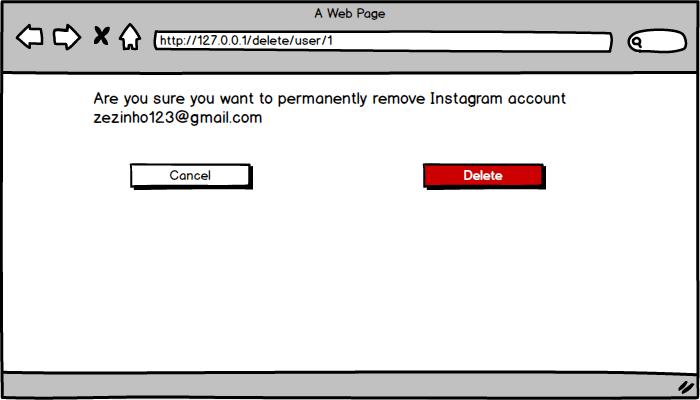 A Web Page
http://127.0.0.1/delete/user/1
Are you sure you want to permanently remove Instagram account
zezinho123@gmail.com
Cancel
Delete